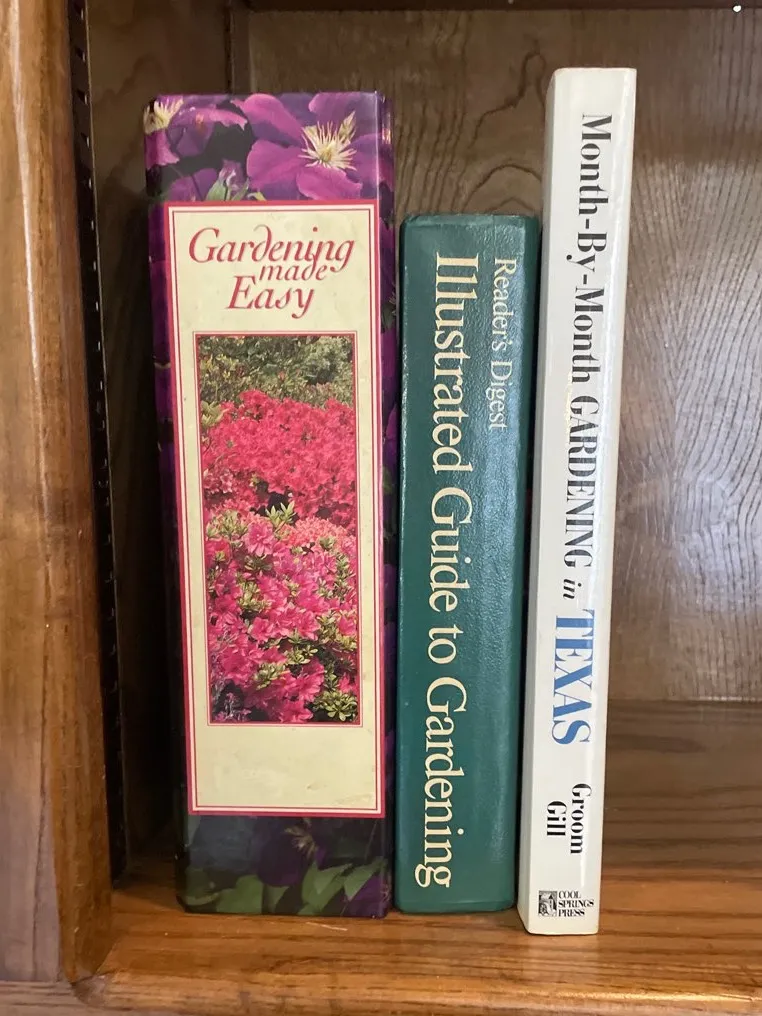 Gardening
made
Easy
Reader's Digest
Illustrated Guide to Gardening
Month-By-Month GARDENING in TEXAS
Groom
Gill
COOL
SPRINGS
PRESS